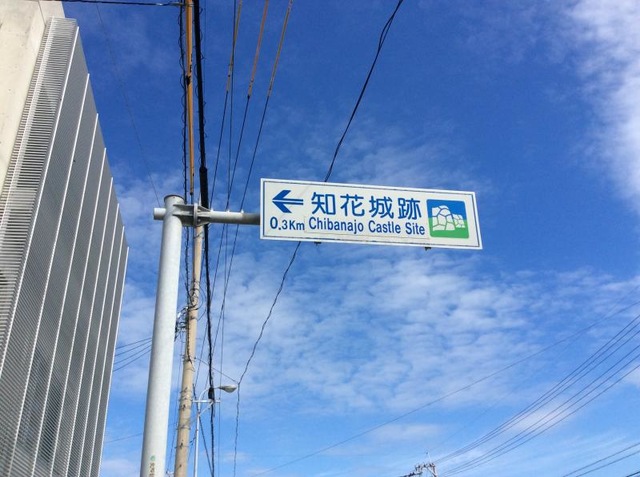 知花城跡
0.3Km Chibanajo Castle Site